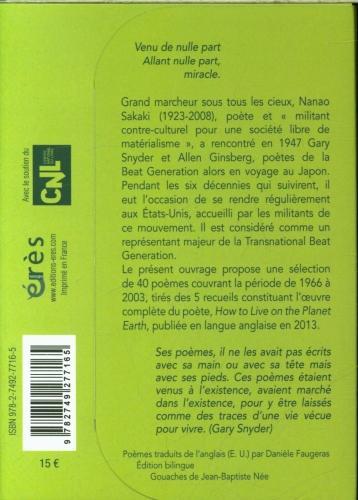 Venu de nulle part
Allant nulle part,
miracle.
Grand marcheur sous tous les cieux, Nanao
Sakaki (1923-2008), poète et « militant
contre-culturel pour une société libre de
matérialisme », a rencontré en 1947 Gary
Snyder et Allen Ginsberg, poètes de la
Beat Generation alors en voyage au Japon.
Pendant les six décennies qui suivirent, il
eut l'occasion de se rendre régulièrement
aux États-Unis, accueilli par les militants de
ce mouvement. Il est considéré comme un
représentant majeur de la Transnational Beat
Generation.
Le présent ouvrage propose une sélection
de 40 poèmes couvrant la période de 1966 à
2003, tirés des 5 recueils constituant l'œuvre
complète du poète, How to Live on the Planet
Earth, publiée en langue anglaise en 2013.
Ses poèmes, il ne les avait pas écrits
avec sa main ou avec sa tête mais
avec ses pieds. Ces poèmes étaient
venus à l'existence, avaient marché
dans l'existence, pour y être laissés
comme des traces d'une vie vécue
pour vivre. (Gary Snyder)
Poèmes traduits de l'anglais (E. U.) par Danièle Faugeras
Édition bilingue
Gouaches de Jean-Baptiste Née
Avec le soutien du
CNL
érès
www.editions-eres.com
Imprimé en France
ISBN 978-2-7492-7716-5
9 782749 277165
15 €